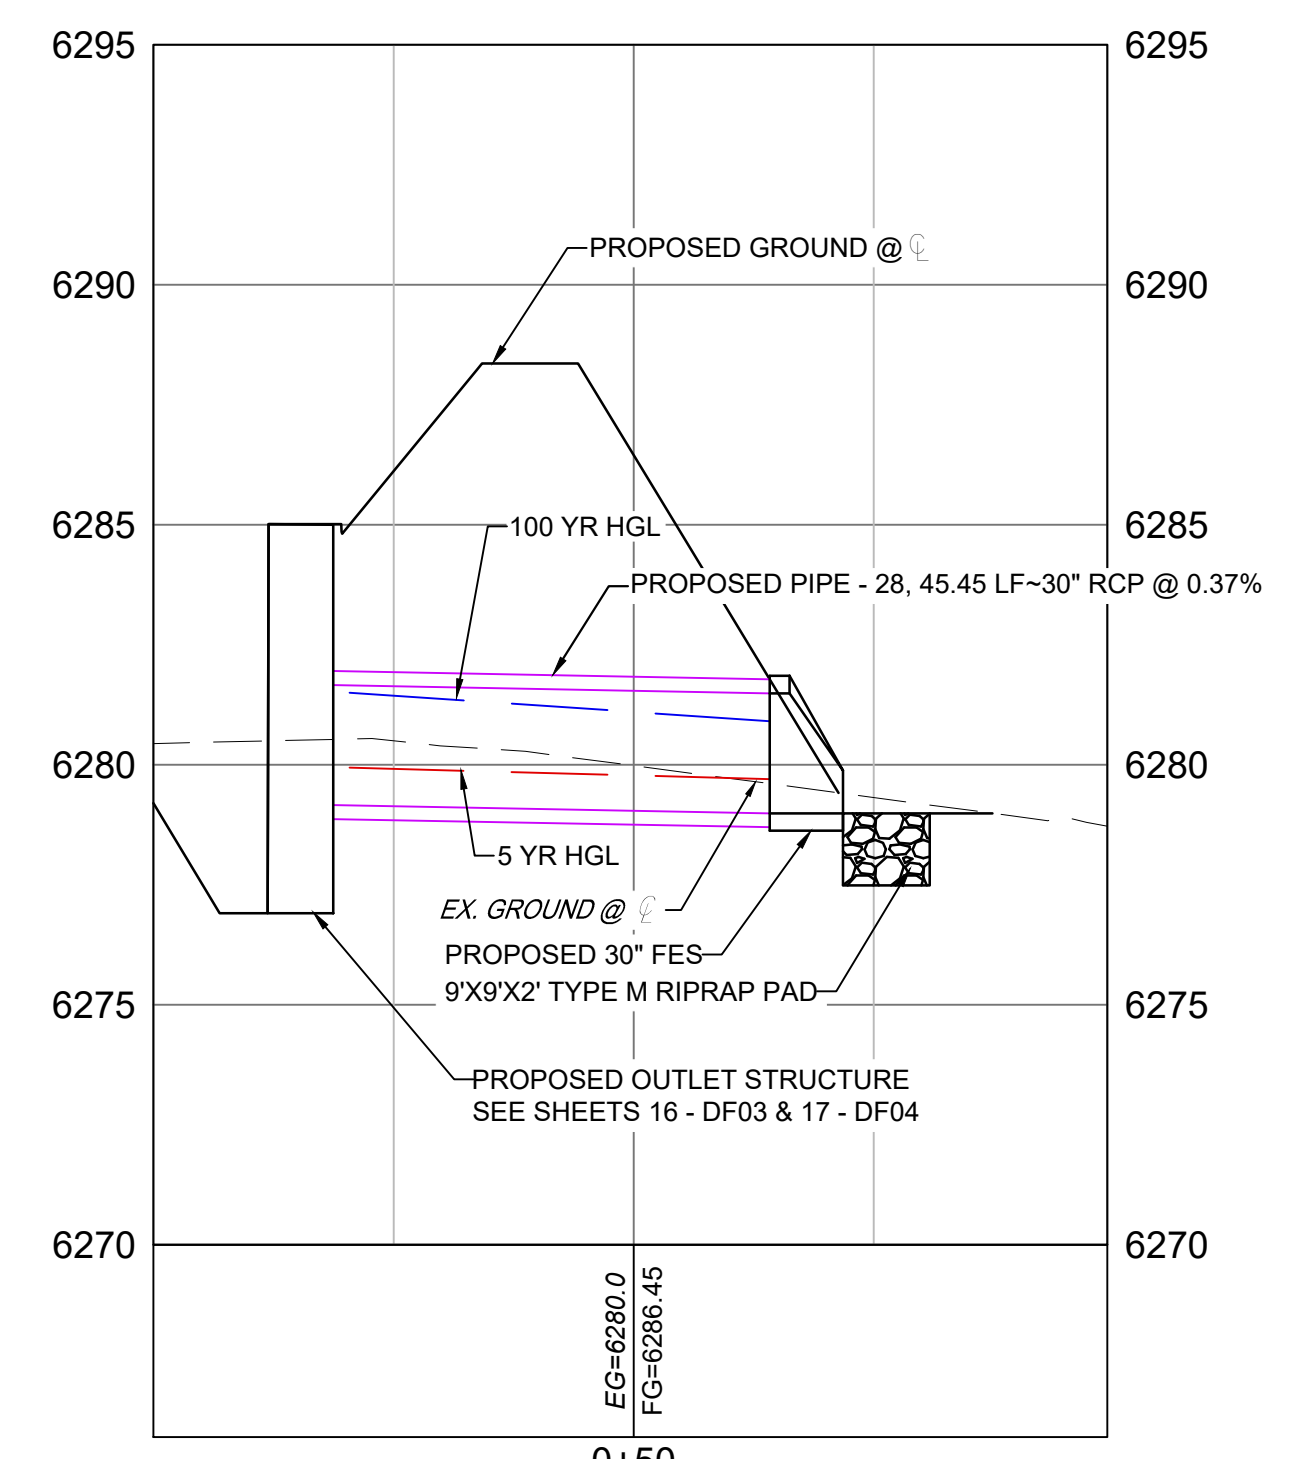 6295 6295
PROPOSED GROUND @ ℄
6290 6290
6285 6285
100 YR HGL
PROPOSED PIPE - 28, 45.45 LF~30" RCP @ 0.37%
6280 6280
5 YR HGL
EX. GROUND @ ℄
PROPOSED 30" FES
9'X9'X2' TYPE M RIPRAP PAD
6275 6275
PROPOSED OUTLET STRUCTURE
SEE SHEETS 16 - DF03 & 17 - DF04
6270 6270
EG=6280.0
FG=6286.45
0+50